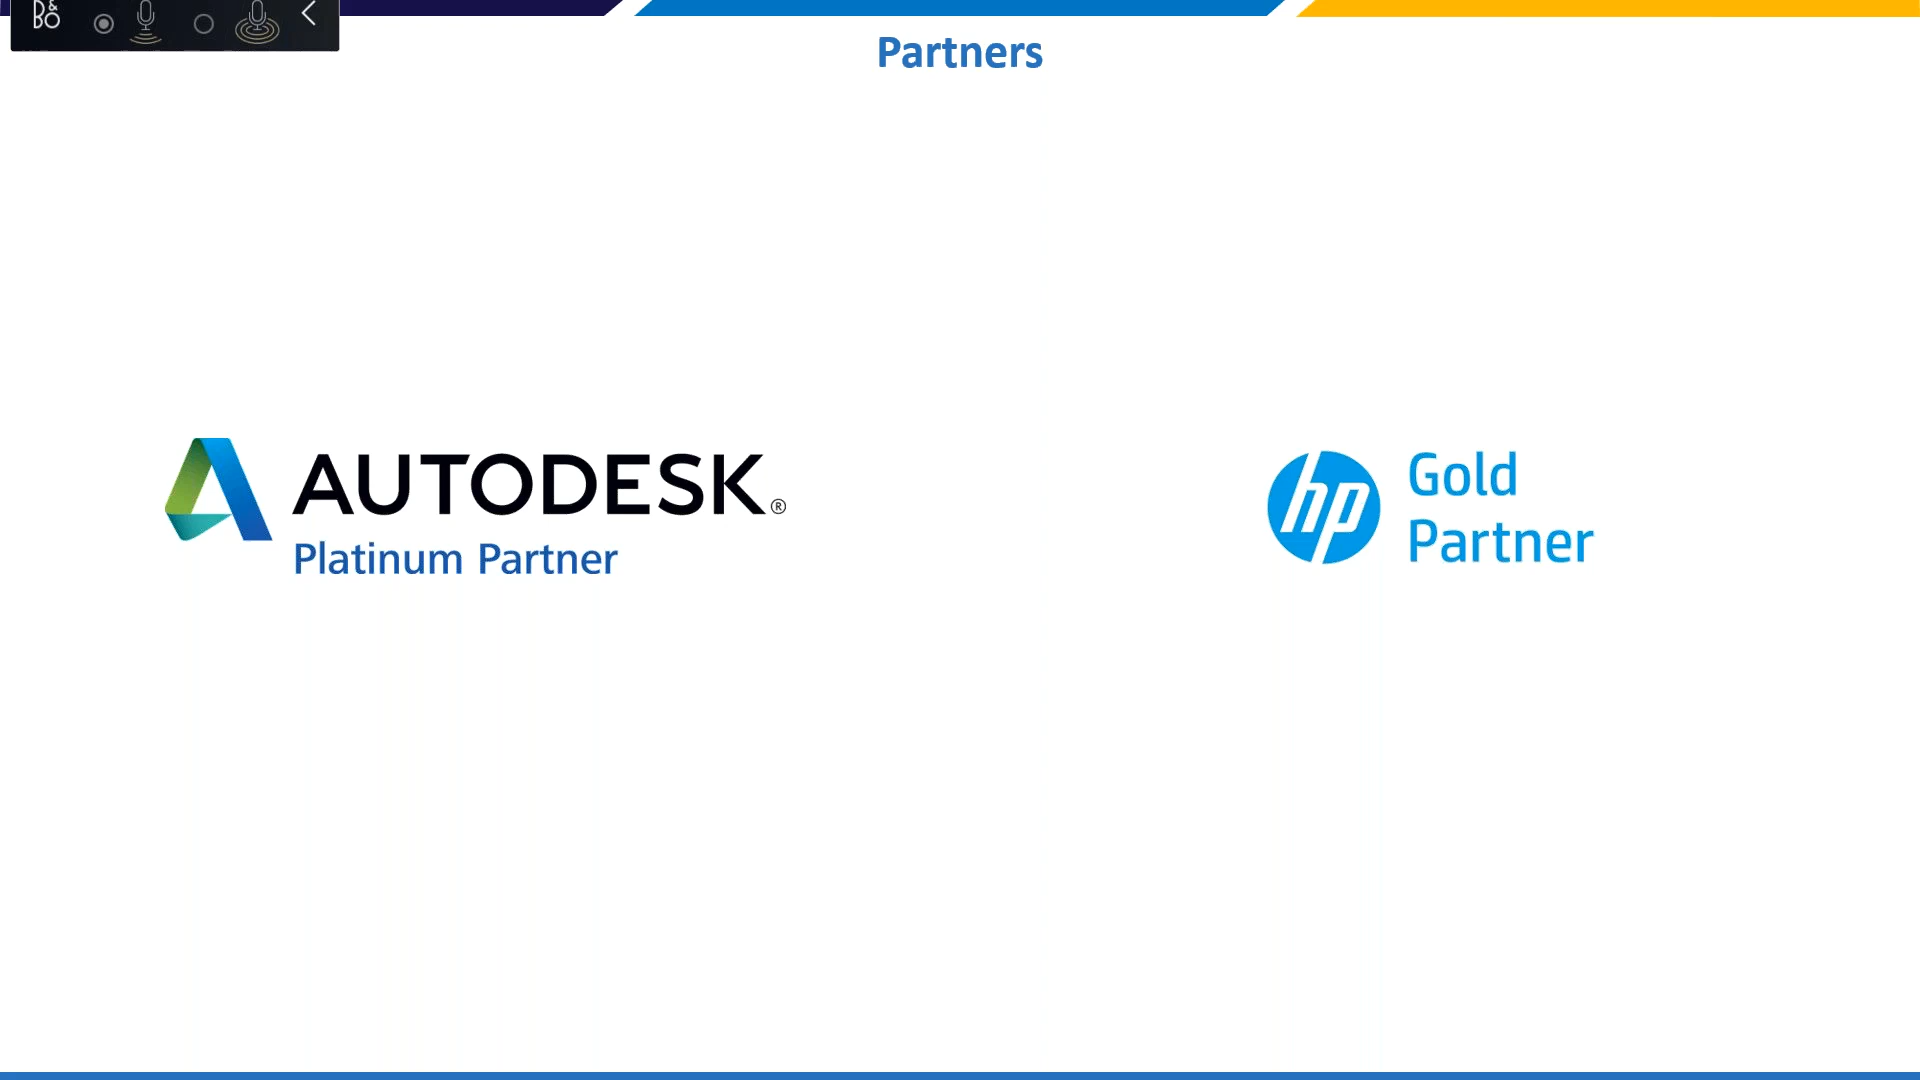 B&O
Partners
AUTODESK®
Platinum Partner
hp
Gold
Partner